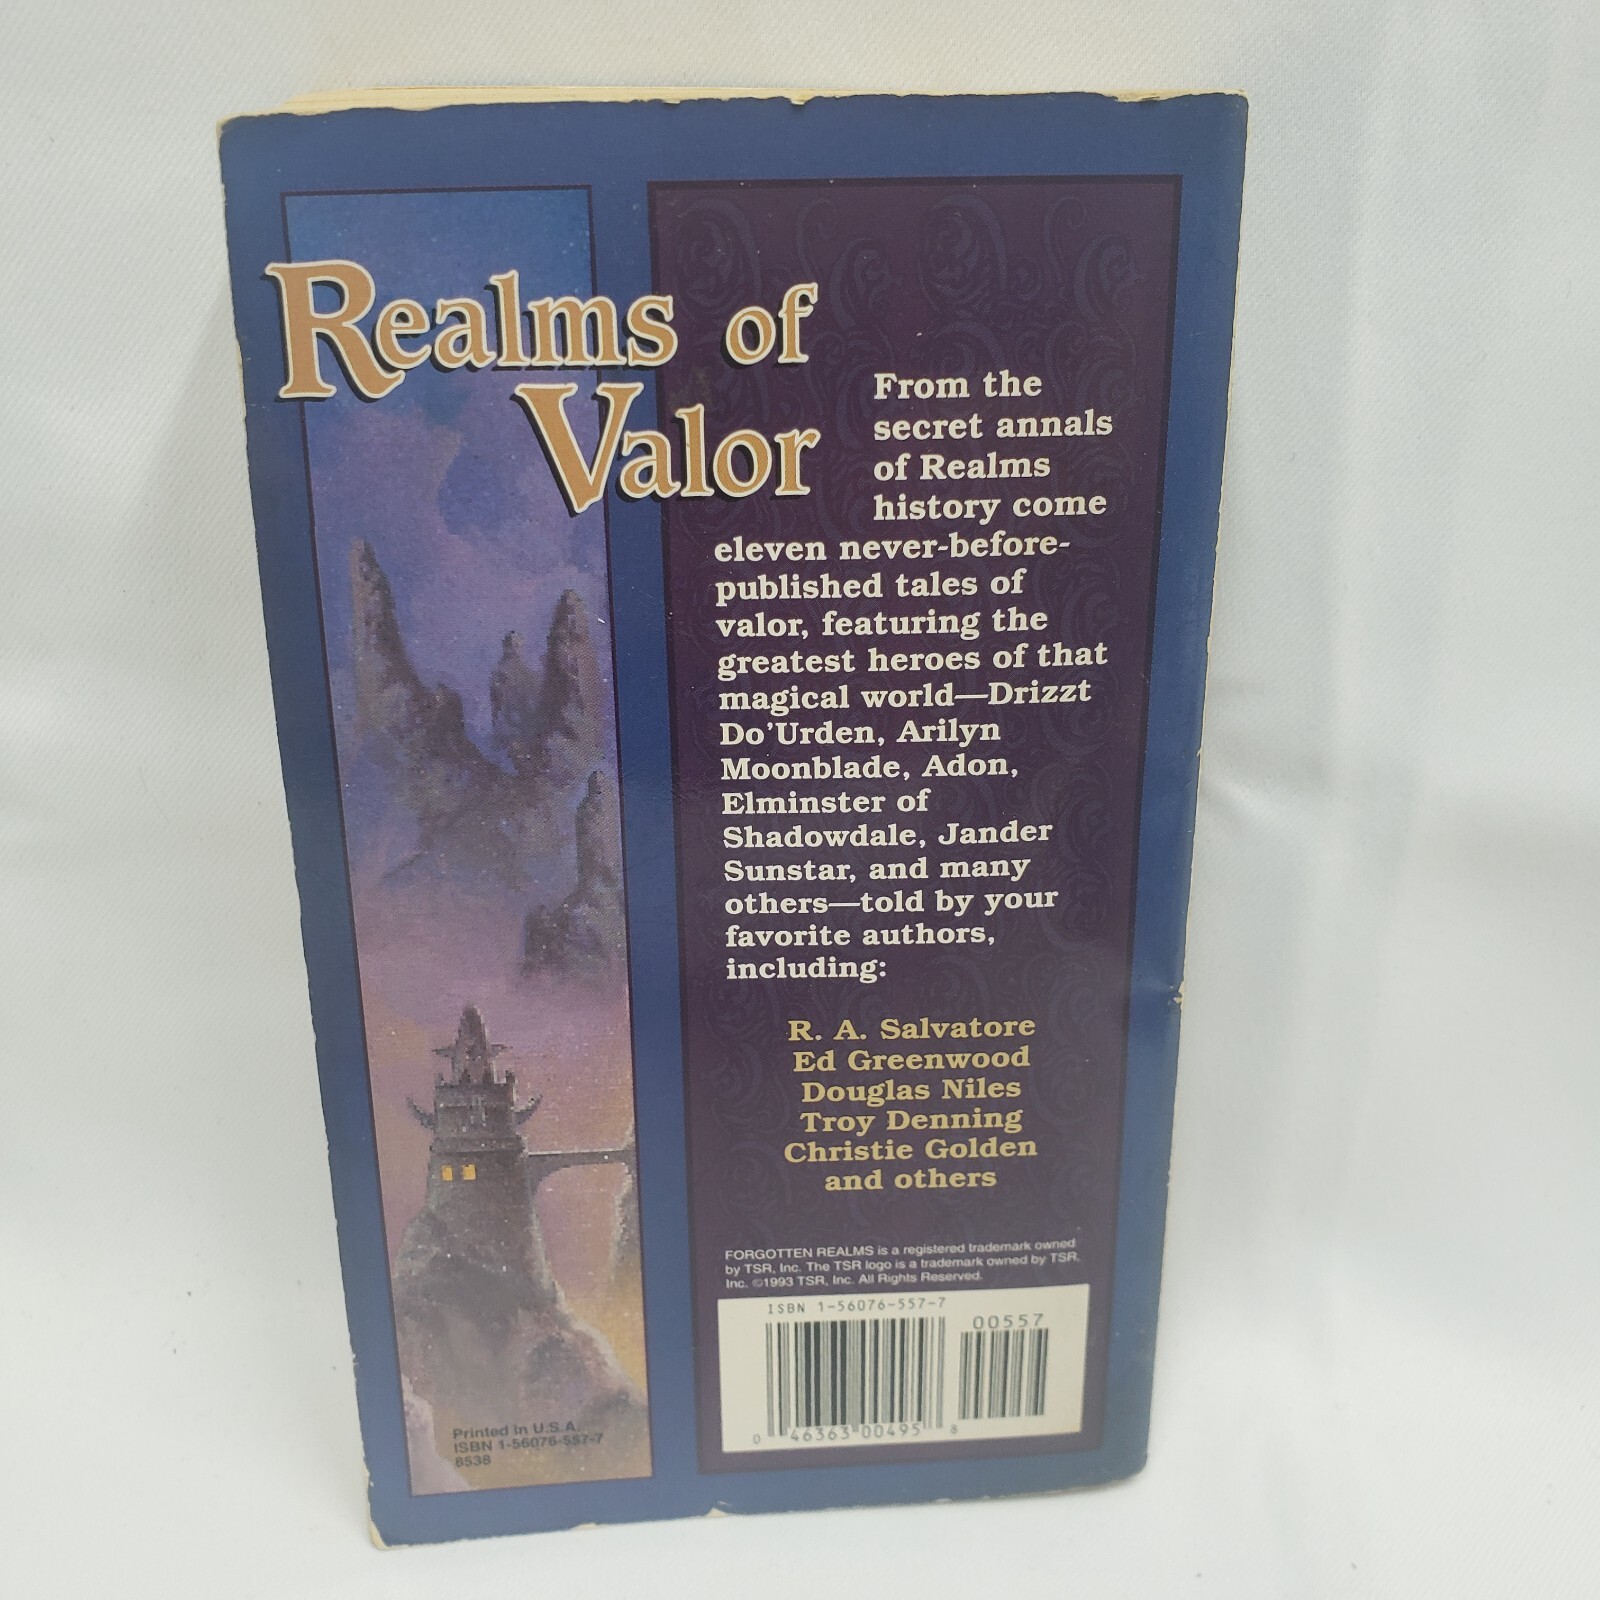 Realms of
Valor
From the
secret annals
of Realms
history come
eleven never-before-
published tales of
valor, featuring the
greatest heroes of that
magical world—Drizzt
Do'Urden, Arilyn
Moonblade, Adon,
Elminster of
Shadowdale, Jander
Sunstar, and many
others—told by your
favorite authors,
including:
R. A. Salvatore
Ed Greenwood
Douglas Niles
Troy Denning
Christie Golden
and others
FORGOTTEN REALMS is a registered trademark owned
by TSR, Inc. The TSR logo is a trademark owned by TSR,
Inc. ©1993 TSR, Inc. All Rights Reserved.
ISBN 1-56076-557-7
00557
0 46363 00495 8
Printed in U.S.A.
ISBN 1-56076-557-7
8538